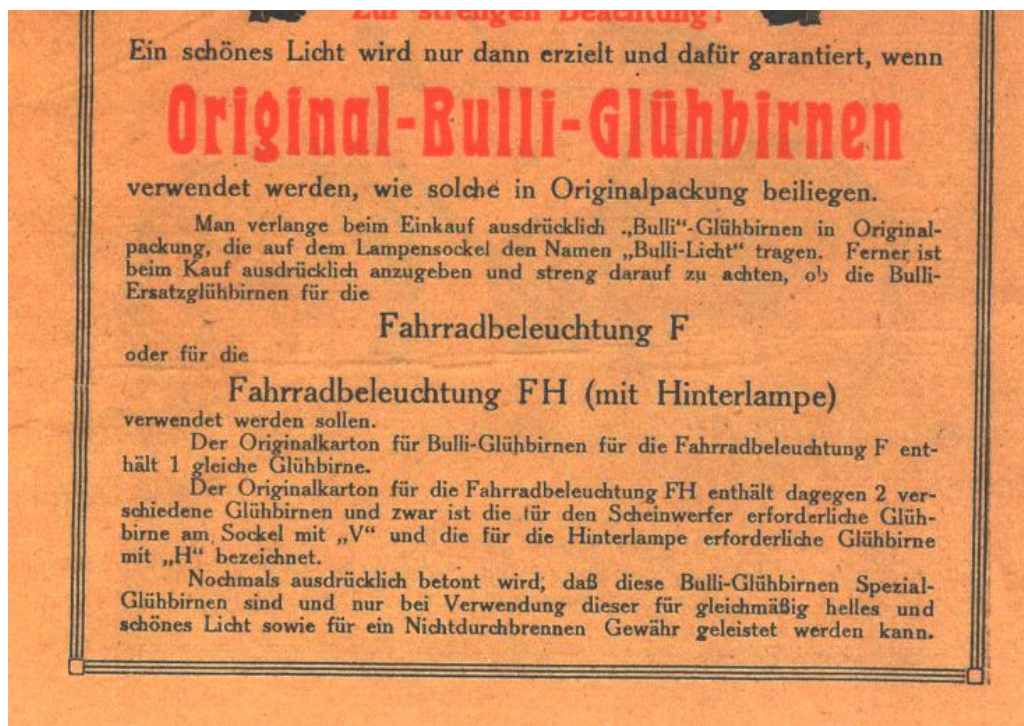 Zur strengen Beachtung!
Ein schönes Licht wird nur dann erzielt und dafür garantiert, wenn
Original-Bulli-Glühbirnen
verwendet werden, wie solche in Originalpackung beiliegen.
Man verlange beim Einkauf ausdrücklich „Bulli“-Glühbirnen in Original-
packung, die auf dem Lampensockel den Namen „Bulli-Licht“ tragen. Ferner ist
beim Kauf ausdrücklich anzugeben und streng darauf zu achten, ob die Bulli-
Ersatzglühbirnen für die
Fahrradbeleuchtung F
oder für die
Fahrradbeleuchtung FH (mit Hinterlampe)
verwendet werden sollen.
Der Originalkarton für Bulli-Glühbirnen für die Fahrradbeleuchtung F ent-
hält 1 gleiche Glühbirne.
Der Originalkarton für die Fahrradbeleuchtung FH enthält dagegen 2 ver-
schiedene Glühbirnen und zwar ist die für den Scheinwerfer erforderliche Glüh-
birne am Sockel mit „V“ und die für die Hinterlampe erforderliche Glühbirne
mit „H“ bezeichnet.
Nochmals ausdrücklich betont wird, daß diese Bulli-Glühbirnen Spezial-
Glühbirnen sind und nur bei Verwendung dieser für gleichmäßig helles und
schönes Licht sowie für ein Nichtdurchbrennen Gewähr geleistet werden kann.